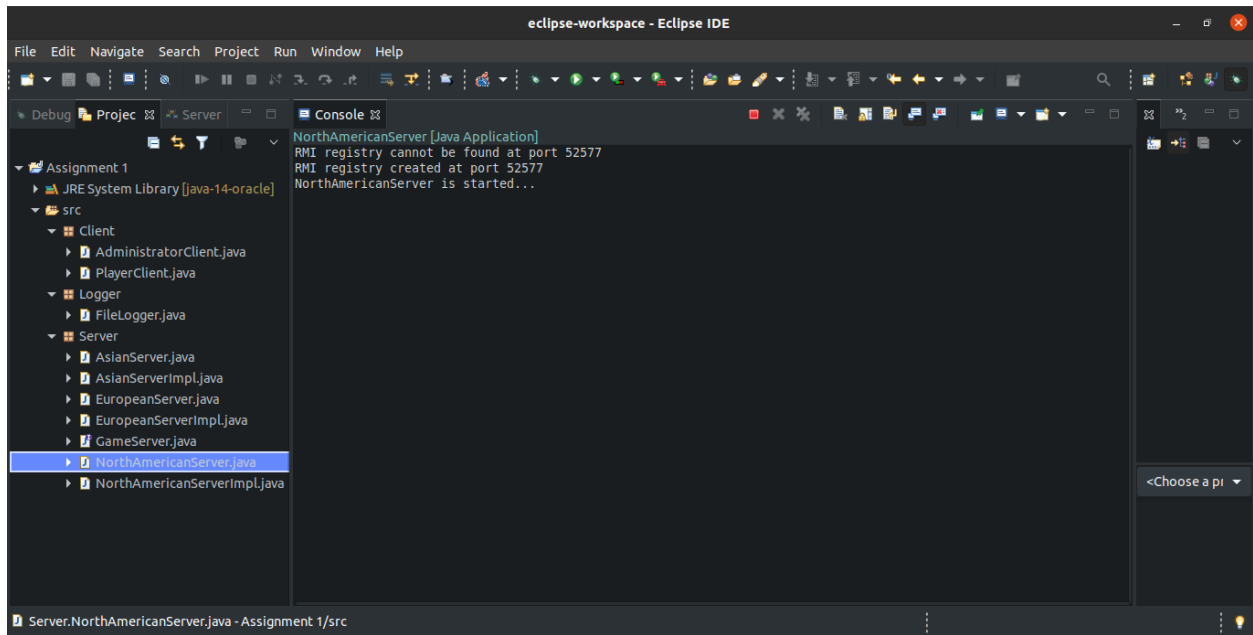 eclipse-workspace - Eclipse IDE
File Edit Navigate Search Project Run Window Help
Debug Projec Server
Console
NorthAmericanServer [Java Application]
RMI registry cannot be found at port 52577
RMI registry created at port 52577
NorthAmericanServer is started...
Assignment 1
JRE System Library [java-14-oracle]
src
Client
AdministratorClient.java
PlayerClient.java
Logger
FileLogger.java
Server
AsianServer.java
AsianServerImpl.java
EuropeanServer.java
EuropeanServerImpl.java
GameServer.java
NorthAmericanServer.java
NorthAmericanServerImpl.java
2
<Choose a pr
Server.NorthAmericanServer.java - Assignment 1/src